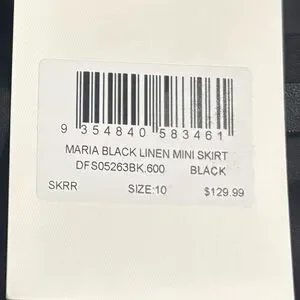 9 354840 583461
MARIA BLACK LINEN MINI SKIRT
DFS05263BK.600 BLACK
SKRR SIZE:10 $129.99